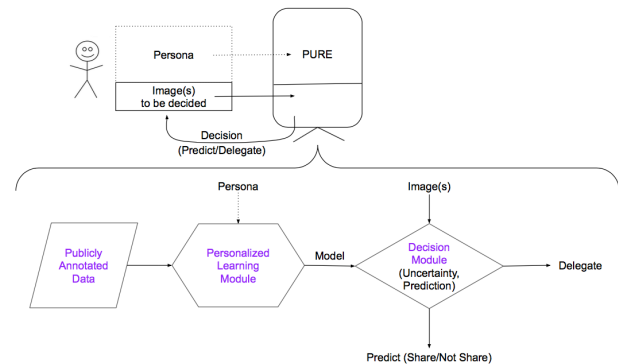 Persona
PURE
Image(s)
to be decided
Decision
(Predict/Delegate)
Persona
Image(s)
Publicly
Annotated
Data
Personalized
Learning
Module
Model
Decision
Module
(Uncertainty,
Prediction)
Delegate
Predict (Share/Not Share)